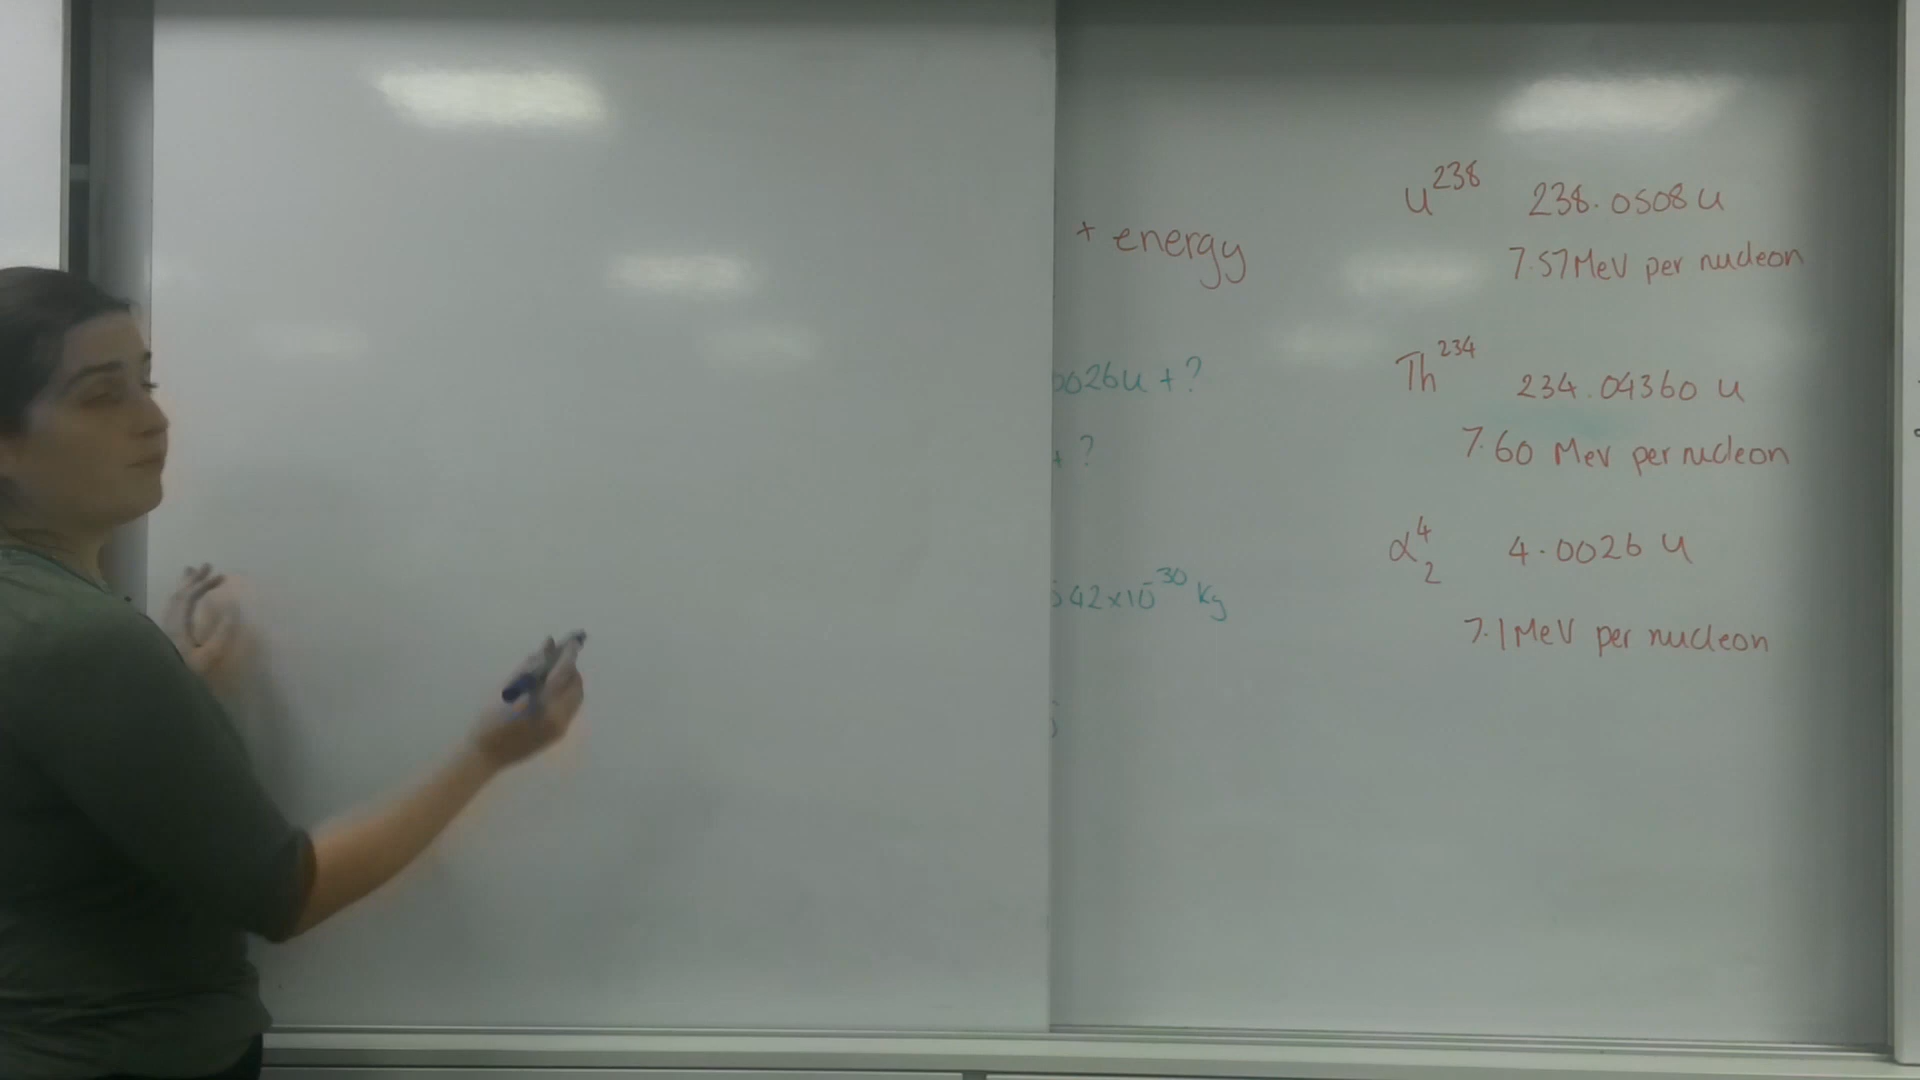 + energy
0026u + ?
+ ?
42x10^-30 Kg
U^238 238.0508 u
7.57MeV per nucleon
Th^234 234.04360 u
7.60 Mev per nucleon
α^4_2 4.0026 u
7.1MeV per nucleon